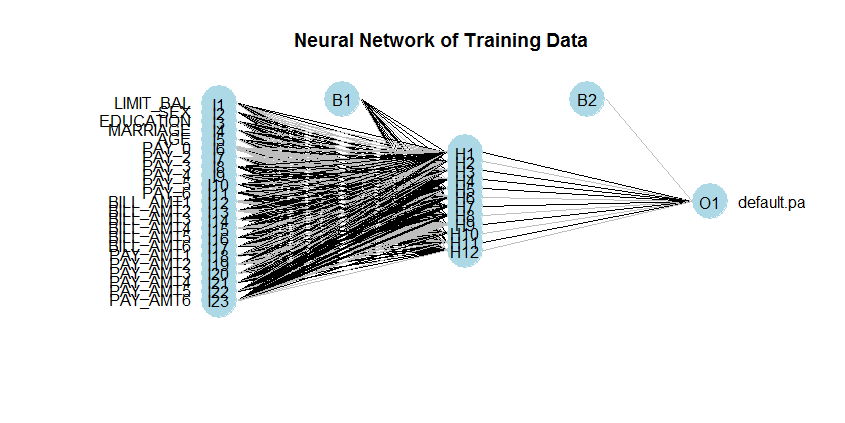 Neural Network of Training Data
LIMIT_BAL
SEX
EDUCATION
MARRIAGE
AGE
PAY_0
PAY_2
PAY_3
PAY_4
PAY_5
PAY_6
BILL_AMT1
BILL_AMT2
BILL_AMT3
BILL_AMT4
BILL_AMT5
BILL_AMT6
PAY_AMT1
PAY_AMT2
PAY_AMT3
PAY_AMT4
PAY_AMT5
PAY_AMT6
I1
I2
I3
I4
I5
I6
I7
I8
I9
I10
I11
I12
I13
I14
I15
I16
I17
I18
I19
I20
I21
I22
I23
B1
H1
H2
H3
H4
H5
H6
H7
H8
H9
H10
H11
H12
B2
O1
default.pa